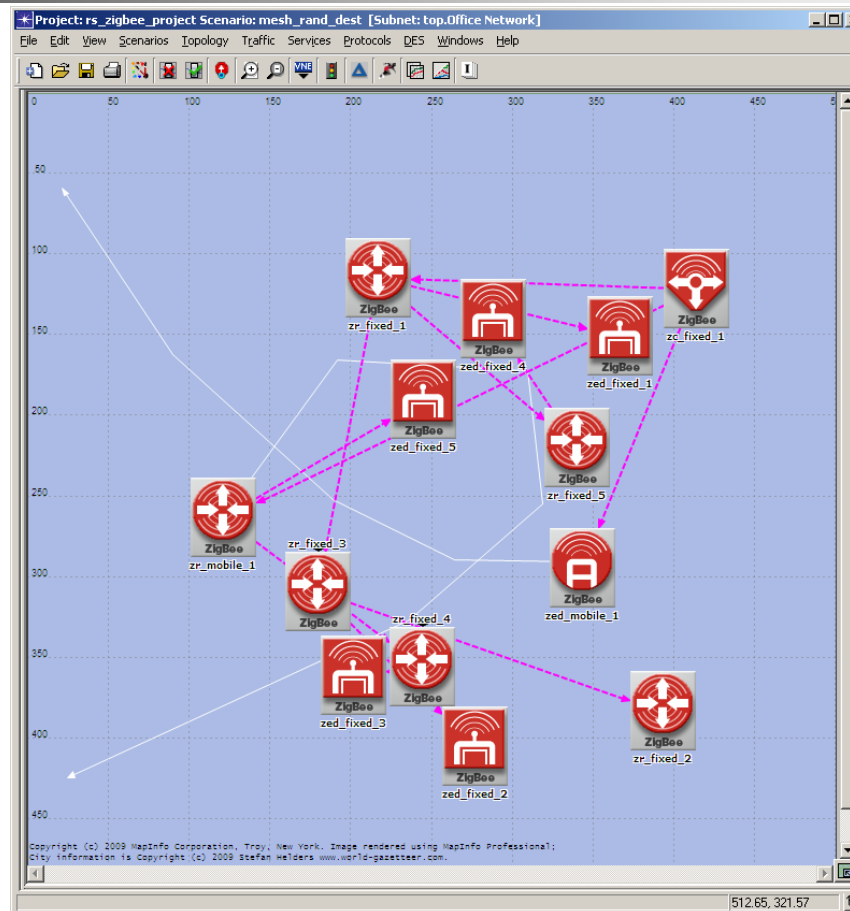 Project: rs_zigbee_project Scenario: mesh_rand_dest [Subnet: top.Office Network]
File Edit View Scenarios Topology Traffic Services Protocols DES Windows Help
VNE
0 50 100 150 200 250 300 350 400 450 5
50
100
ZigBee
zr_fixed_1
ZigBee
zed_fixed_4
ZigBee
zed_fixed_1
ZigBee
zc_fixed_1
150
200
ZigBee
zed_fixed_5
ZigBee
zr_fixed_5
250
ZigBee
zr_mobile_1
zr_fixed_3
ZigBee
ZigBee
zed_mobile_1
300
zr_fixed_4
ZigBee
350
ZigBee
zed_fixed_3
ZigBee
zr_fixed_2
400
ZigBee
zed_fixed_2
450
Copyright (c) 2009 MapInfo Corporation, Troy, New York. Image rendered using MapInfo Professional;
City information is Copyright (c) 2009 Stefan Helders www.world-gazetteer.com.
512.65, 321.57